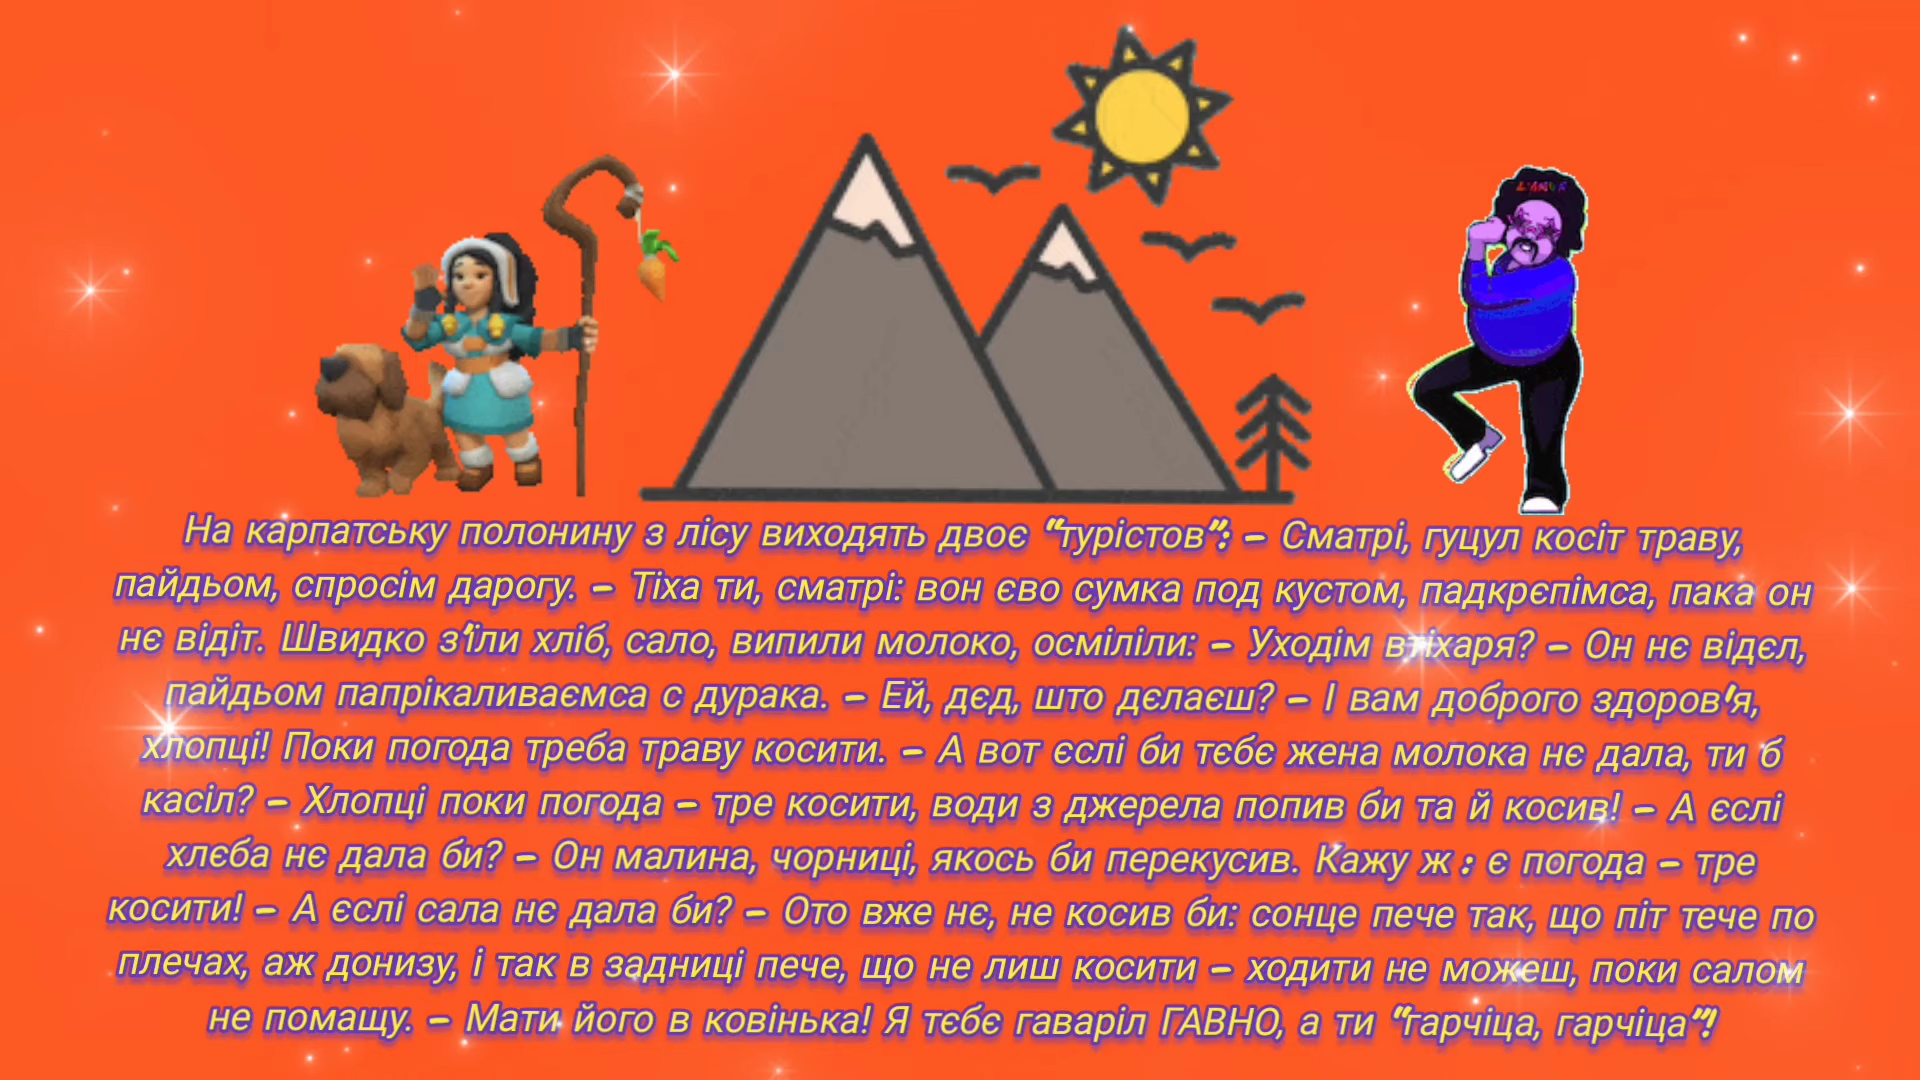 На карпатську полонину з лісу виходять двоє “турістов”: – Сматрі, гуцул косіт траву,
пайдьом, спросім дарогу. – Тіха ти, сматрі: вон єво сумка под кустом, падкрєпімса, пака он
нє відіт. Швидко з’їли хліб, сало, випили молоко, осміліли: – Уходім втіхаря? – Он нє відєл,
пайдьом папрікаливаємса с дурака. – Ей, дєд, што дєлаєш? – І вам доброго здоров’я,
хлопці! Поки погода треба траву косити. – А вот єслі би тєбє жена молока нє дала, ти б
касіл? – Хлопці поки погода – тре косити, води з джерела попив би та й косив! – А єслі
хлєба нє дала би? – Он малина, чорниці, якось би перекусив. Кажу ж : є погода – тре
косити! – А єслі сала нє дала би? – Ото вже нє, не косив би: сонце пече так, що піт тече по
плечах, аж донизу, і так в задниці пече, що не лиш косити – ходити не можеш, поки салом
не помащу. – Мати його в ковінька! Я тєбє гаваріл ГАВНО, а ти “гарчіца, гарчіца”!